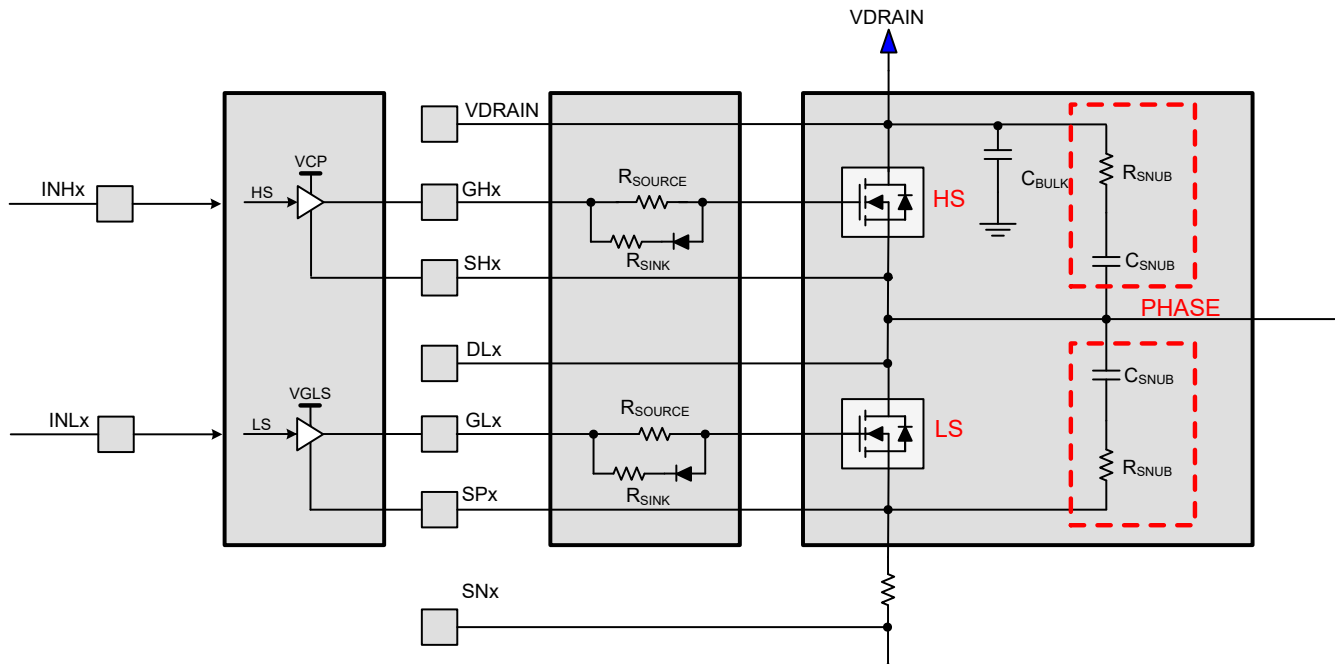 VDRAIN
VDRAIN
INHx
HS
VCP
GHx
RSOURCE
RSINK
HS
CBULK
RSNUB
SHx
CSNUB
PHASE
DLx
CSNUB
INLx
LS
VGLS
GLx
RSOURCE
RSINK
LS
RSNUB
SPx
SNx